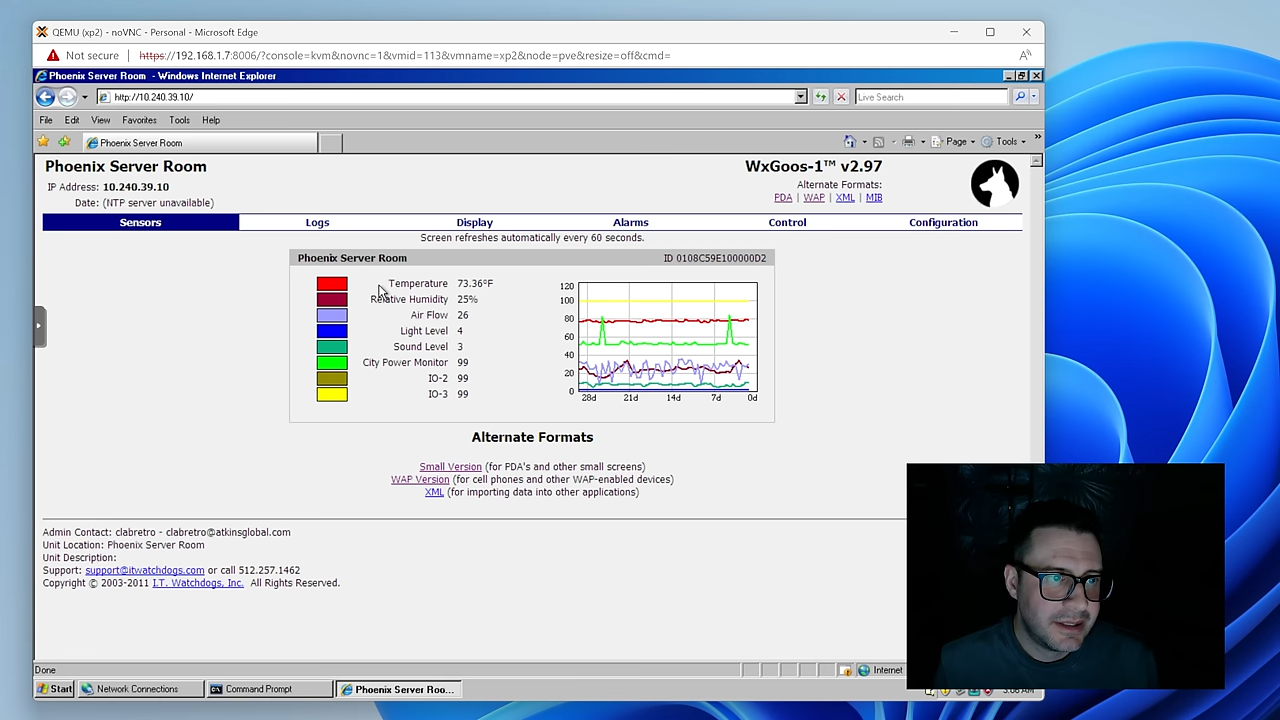 QEMU (xp2) - noVNC - Personal - Microsoft Edge
Not secure https://192.168.1.7:8006/?console=kvm&novnc=1&vmid=113&vmname=xp2&node=pve&resize=off&cmd=
Phoenix Server Room - Windows Internet Explorer
http://10.240.39.10/ Live Search
File Edit View Favorites Tools Help
Phoenix Server Room Page Tools
Phoenix Server Room WxGoos-1™ v2.97
IP Address: 10.240.39.10 Alternate Formats:
Date: (NTP server unavailable) PDA | WAP | XML | MIB
Sensors Logs Display Alarms Control Configuration
Screen refreshes automatically every 60 seconds.
Phoenix Server Room ID 0108C59E100000D2
Temperature 73.36ºF
Relative Humidity 25%
Air Flow 26
Light Level 4
Sound Level 3
City Power Monitor 99
IO-2 99
IO-3 99
120
100
80
60
40
20
0
28d 21d 14d 7d 0d
Alternate Formats
Small Version (for PDA's and other small screens)
WAP Version (for cell phones and other WAP-enabled devices)
XML (for importing data into other applications)
Admin Contact: clabretro - clabretro@atkinsglobal.com
Unit Location: Phoenix Server Room
Unit Description:
Support: support@itwatchdogs.com or call 512.257.1462
Copyright © 2003-2011 I.T. Watchdogs, Inc. All Rights Reserved.
Done Internet
Start Network Connections Command Prompt Phoenix Server Roo...